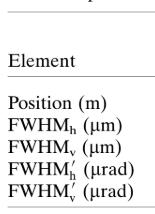 Element
Position (m)
FWHMₕ (μm)
FWHMᵥ (μm)
FWHM′ₕ (μrad)
FWHM′ᵥ (μrad)